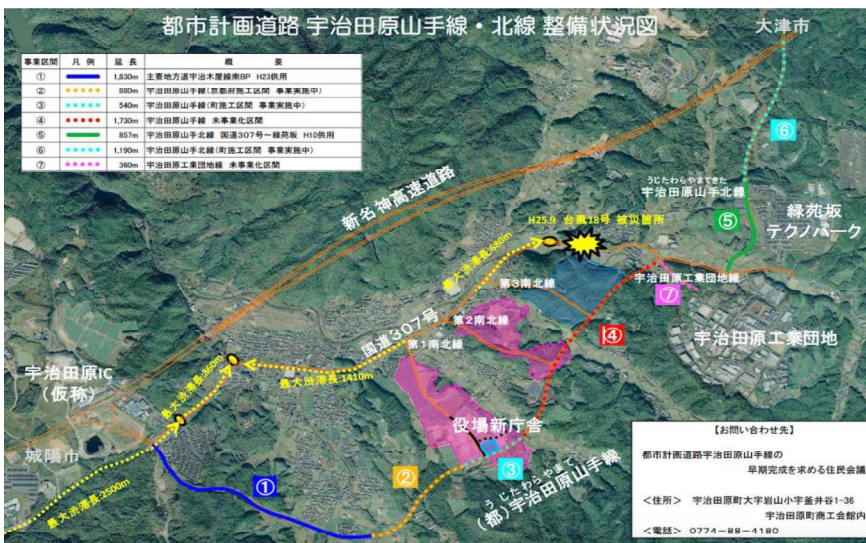 都市計画道路 宇治田原山手線・北線 整備状況図
大津市
事業区間 凡 例 延 長 概 要
① 1,830m 主要地方道宇治木屋線南BP H23供用
② 880m 宇治田原山手線(京都府施工区間 事業実施中)
③ 540m 宇治田原山手線(町施工区間 事業実施中)
④ 1,730m 宇治田原山手線 未事業化区間
⑤ 857m 宇治田原山手北線 国道307号～緑苑坂 H10供用
⑥ 1,190m 宇治田原山手北線(町施工区間 事業実施中)
⑦ 360m 宇治田原工業団地線 未事業化区間
⑥
新名神高速道路
うじたわらやまてきた
宇治田原山手北線
⑤
緑苑坂
テクノパーク
H25.9 台風18号 被災箇所
最大渋滞長:680m
宇治田原工業団地線
⑦
第3南北線
国道307号
第2南北線
第1南北線
④
宇治田原工業団地
宇治田原IC
(仮称)
最大渋滞長:860m
最大渋滞長:1410m
役場新庁舎
城陽市
最大渋滞長:2500m
①
②
③
うじたわらやまて
(都)宇治田原山手線
【お問い合わせ先】
都市計画道路宇治田原山手線の
早期完成を求める住民会議
＜住所＞ 宇治田原町大字岩山小字釜井谷1-36
宇治田原町商工会館内
＜電話＞ 0774-88-4180